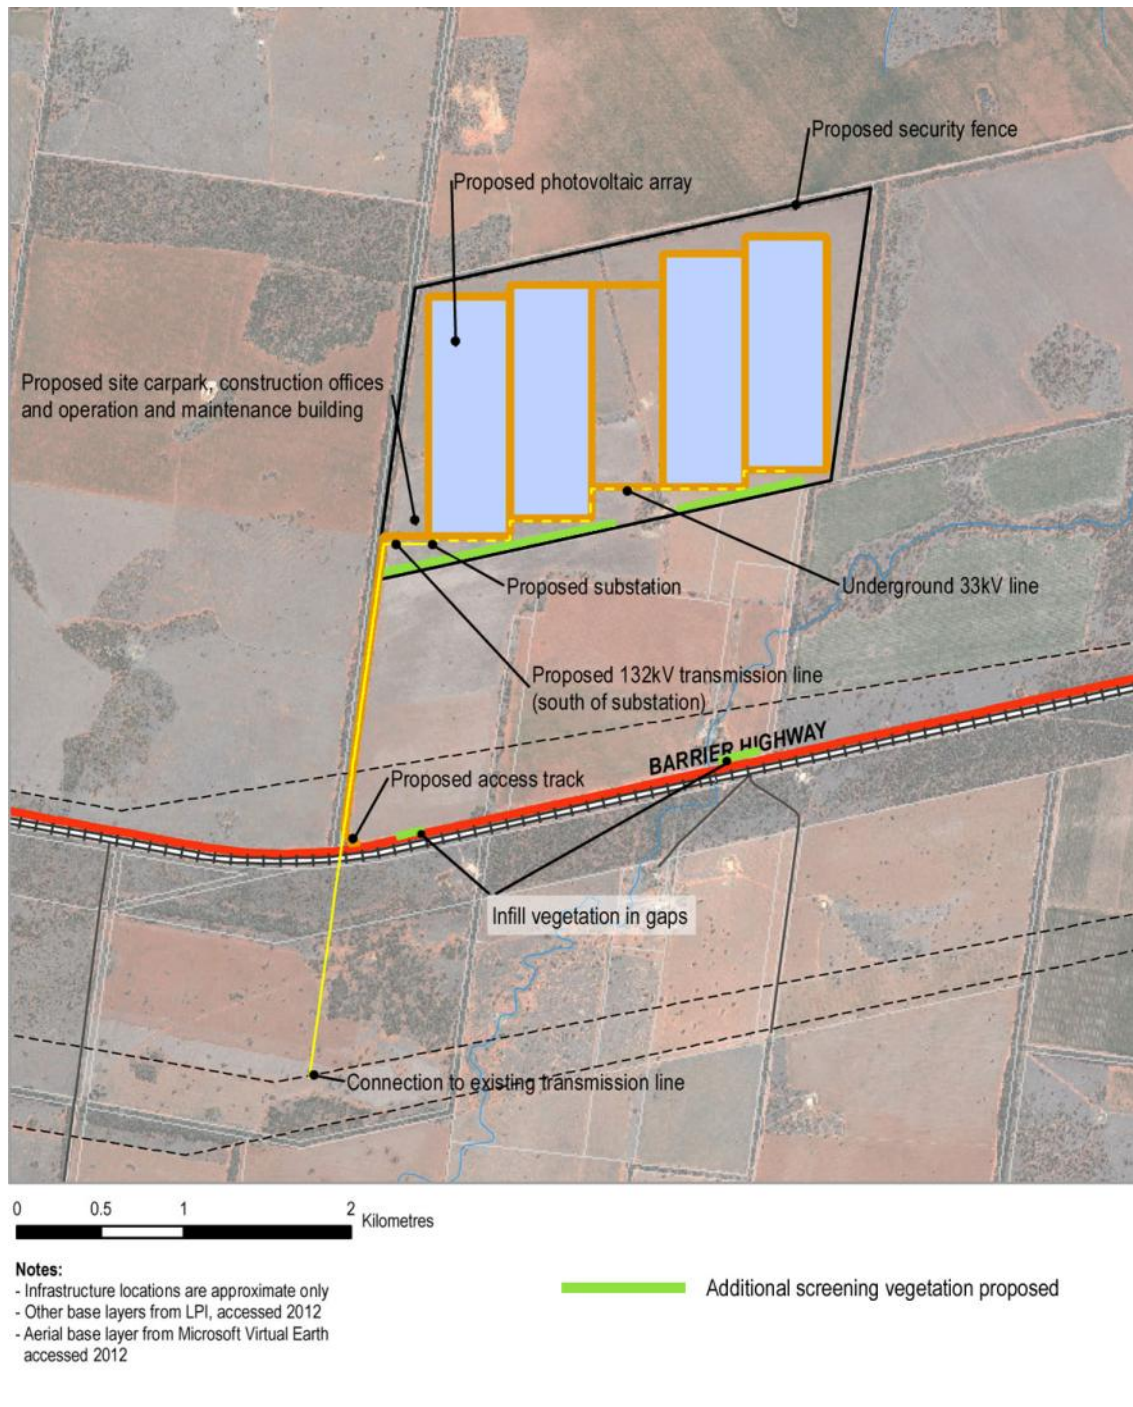 Proposed security fence
Proposed photovoltaic array
Proposed site carpark, construction offices
and operation and maintenance building
Proposed substation
Underground 33kV line
Proposed 132kV transmission line
(south of substation)
BARRIER HIGHWAY
Proposed access track
Infill vegetation in gaps
Connection to existing transmission line
0 0.5 1 2 Kilometres
Notes:
- Infrastructure locations are approximate only
- Other base layers from LPI, accessed 2012
- Aerial base layer from Microsoft Virtual Earth
accessed 2012
Additional screening vegetation proposed